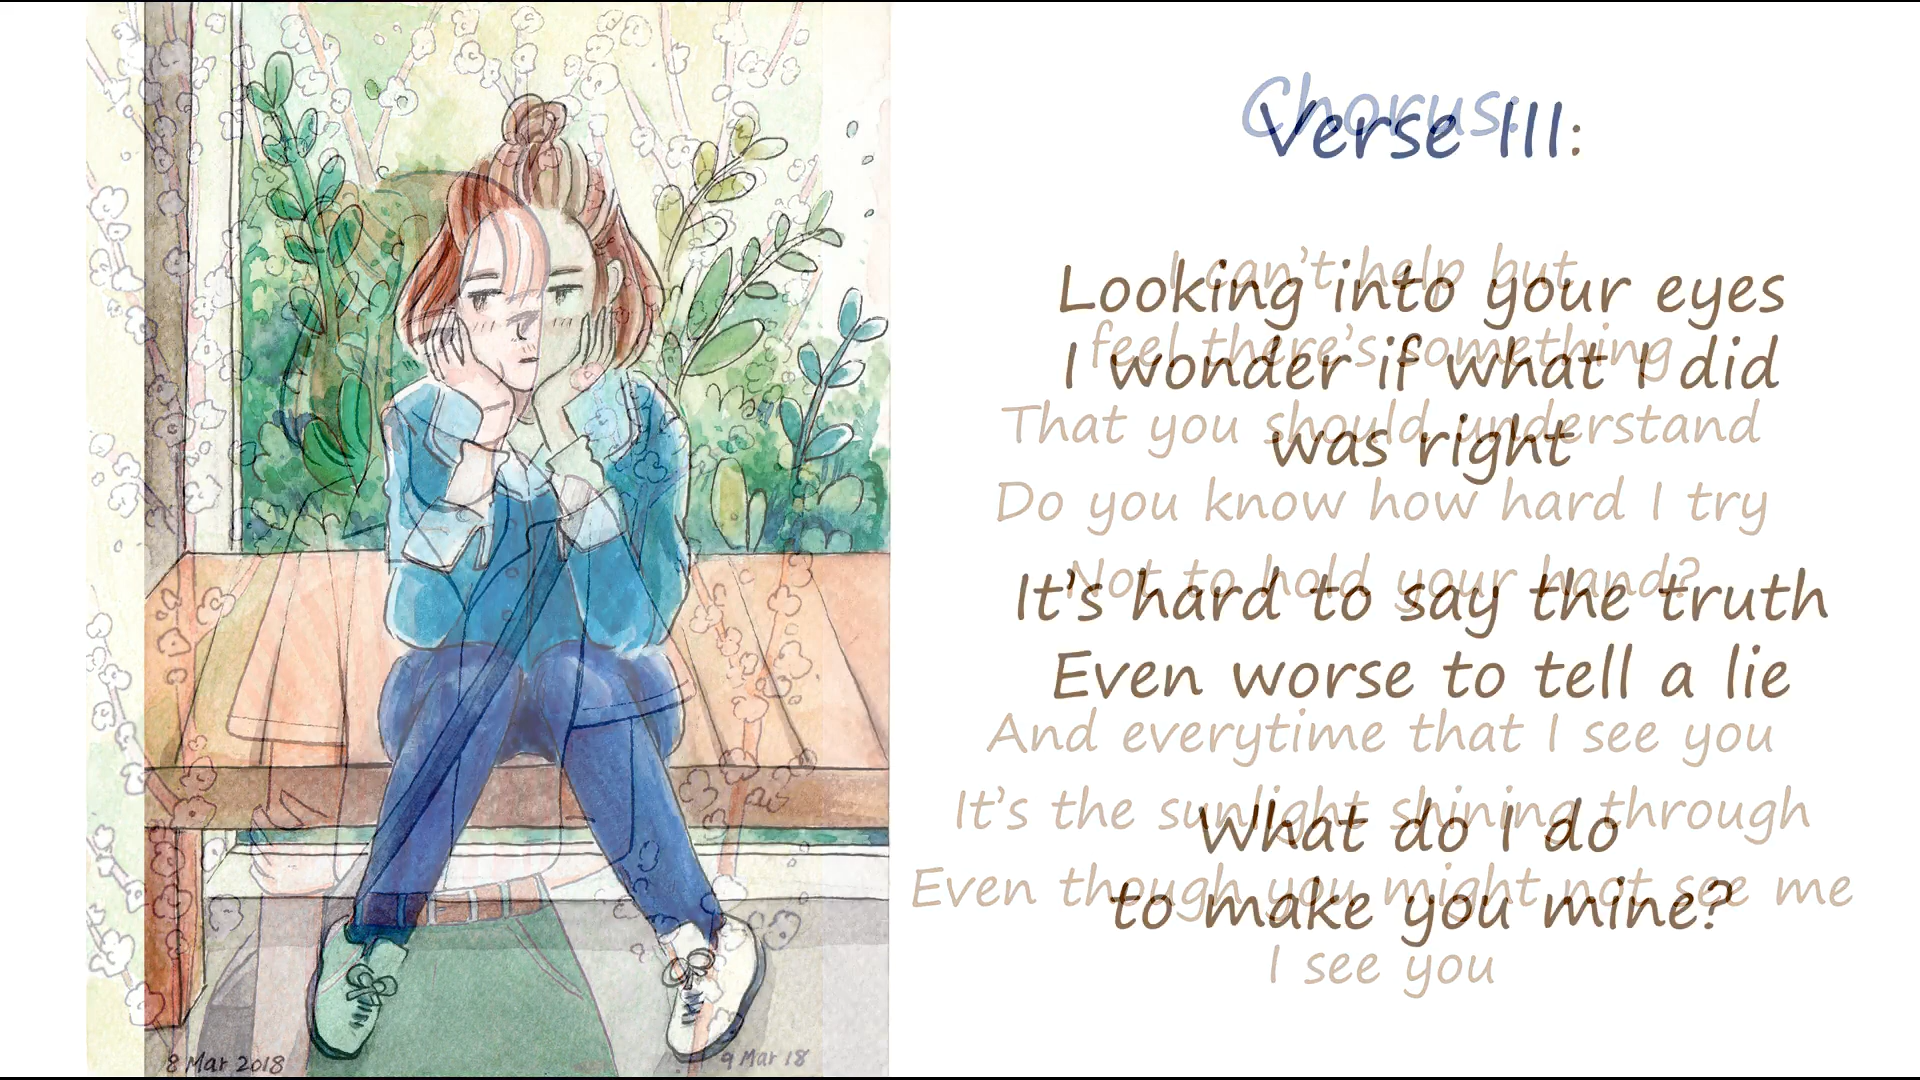 Chorus:
Verse III:
I can't help but
Looking into your eyes
feel there's something
I wonder if what I did
That you should understand
was right
Do you know how hard I try
Not to hold your hand?
It's hard to say the truth
Even worse to tell a lie
And everytime that I see you
It's the sunlight shining through
What do I do
Even though you might not see me
to make you mine?
I see you
8 Mar 2018
9 Mar 18